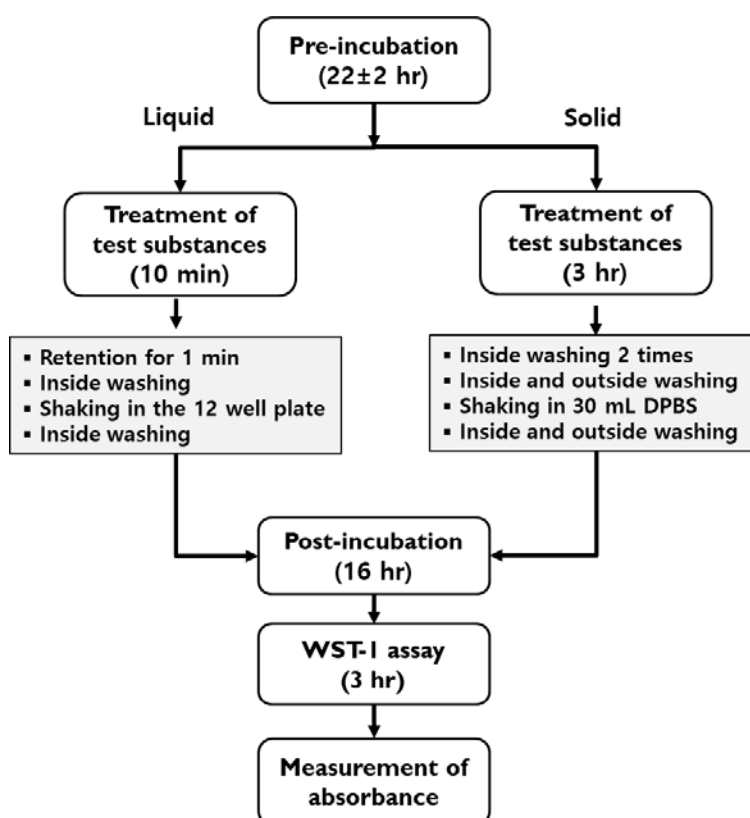 Pre-incubation
(22±2 hr)
Liquid
Solid
Treatment of
test substances
(10 min)
Treatment of
test substances
(3 hr)
▪ Retention for 1 min
▪ Inside washing
▪ Shaking in the 12 well plate
▪ Inside washing
▪ Inside washing 2 times
▪ Inside and outside washing
▪ Shaking in 30 mL DPBS
▪ Inside and outside washing
Post-incubation
(16 hr)
WST-1 assay
(3 hr)
Measurement of
absorbance